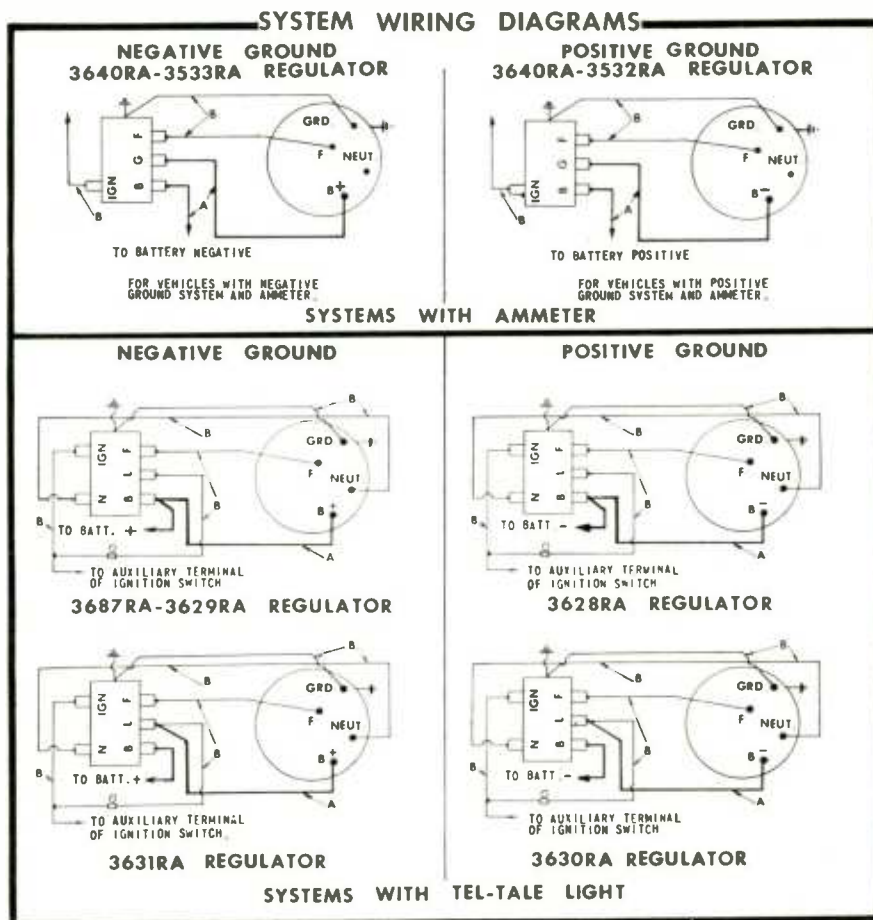 SYSTEM WIRING DIAGRAMS
NEGATIVE GROUND
3640RA-3533RA REGULATOR
GRD
B
F
F
NEUT
G
IGN
B
B +
A
B
TO BATTERY NEGATIVE
FOR VEHICLES WITH NEGATIVE
GROUND SYSTEM AND AMMETER.
POSITIVE GROUND
3640RA-3532RA REGULATOR
GRD
B
F
F
NEUT
G
IGN
B
B -
A
B
TO BATTERY POSITIVE
FOR VEHICLES WITH POSITIVE
GROUND SYSTEM AND AMMETER.
SYSTEMS WITH AMMETER
NEGATIVE GROUND
B
B
GRD
IGN
F
F
NEUT
L
N
B
B +
B
B
TO BATT. +
A
TO AUXILIARY TERMINAL
OF IGNITION SWITCH
3687RA-3629RA REGULATOR
POSITIVE GROUND
B
B
GRD
IGN
F
F
NEUT
L
N
B
B -
B
B
TO BATT. -
A
TO AUXILIARY TERMINAL
OF IGNITION SWITCH
3628RA REGULATOR
B
B
GRD
IGN
F
F
NEUT
L
N
B
B +
B
B
TO BATT. +
A
TO AUXILIARY TERMINAL
OF IGNITION SWITCH.
3631RA REGULATOR
B
B
GRD
IGN
F
F
NEUT
L
N
B
B -
B
B
TO BATT. -
A
TO AUXILIARY TERMINAL
OF IGNITION SWITCH.
3630RA REGULATOR
SYSTEMS WITH TEL-TALE LIGHT